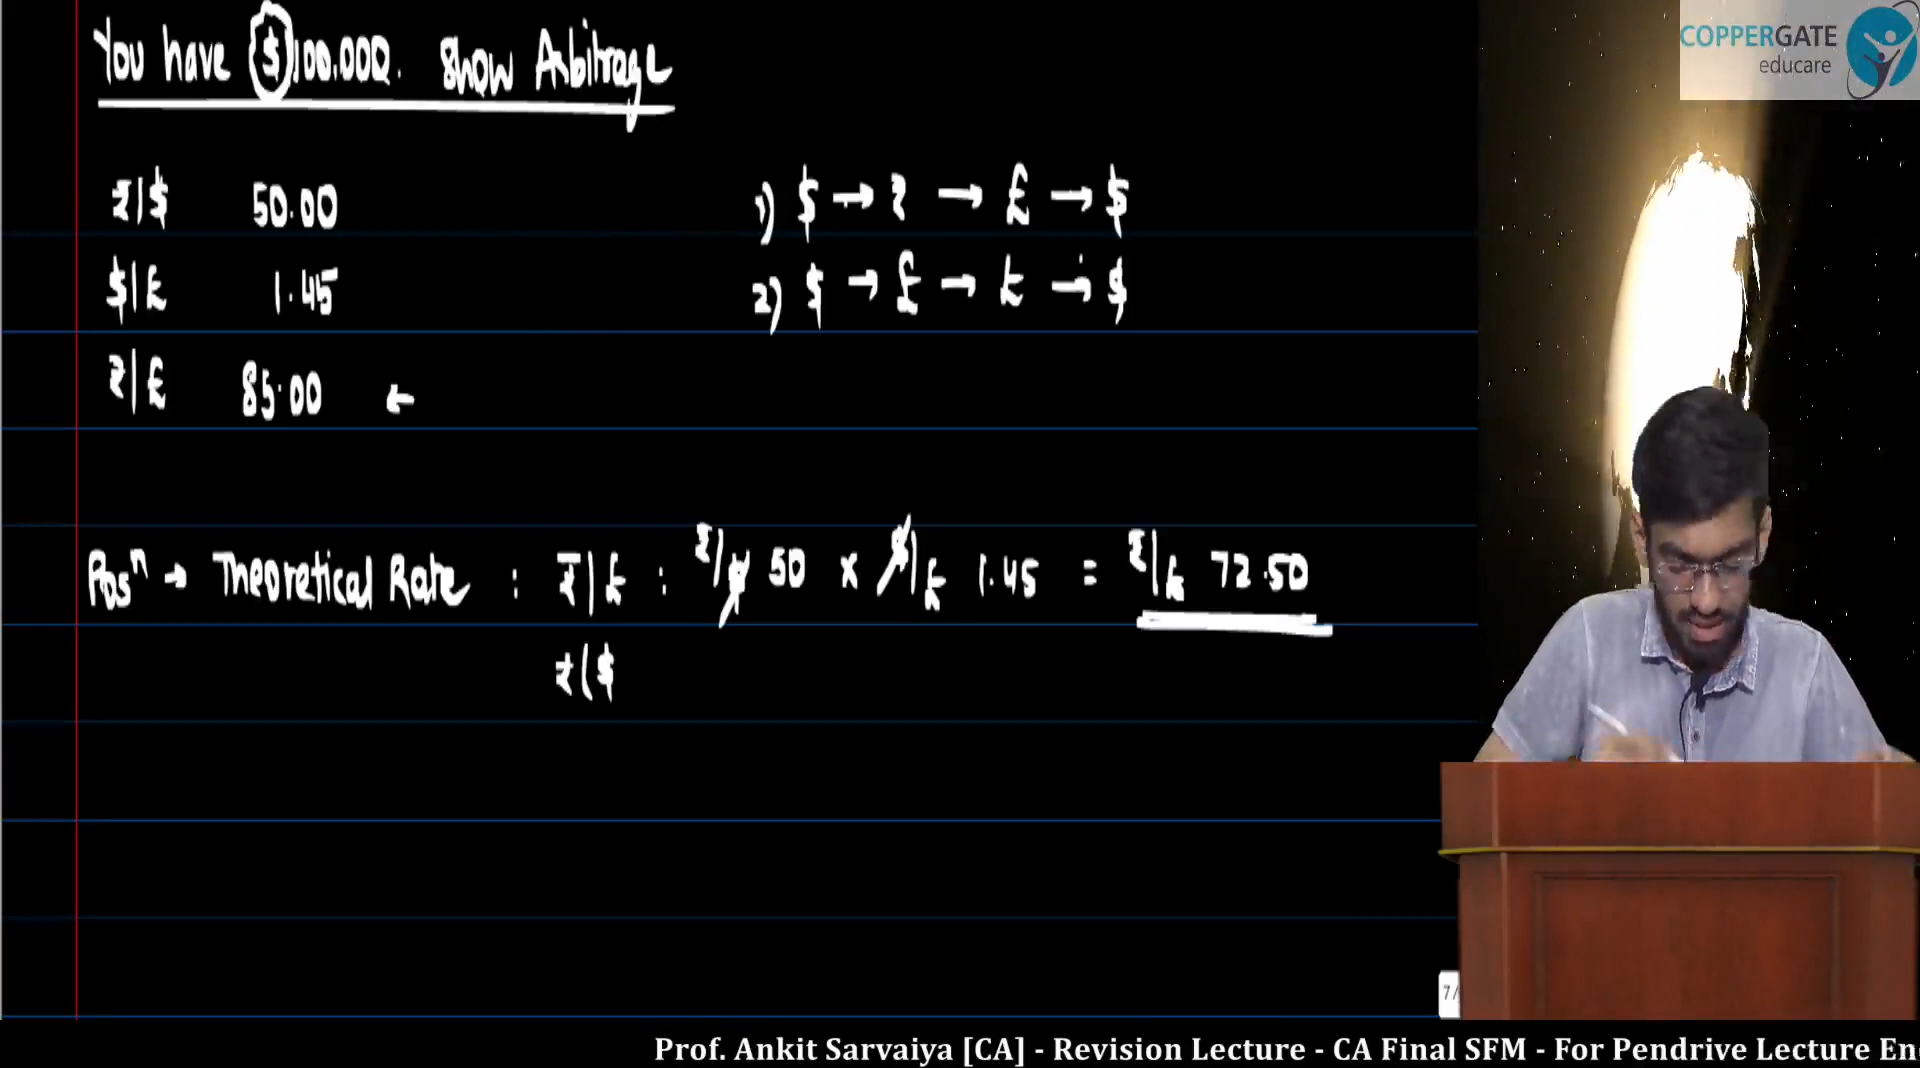 You have $100,000. Show Arbitrage
COPPERGATE
educare
₹|$ 50.00
1) $ → ₹ → £ → $
$|£ 1.45
2) $ → £ → ₹ → $
₹|£ 85.00 ←
Posⁿ → Theoretical Rate : ₹|£ : ₹/$ 50 x $/£ 1.45 = ₹/£ 72.50
₹|$
7/
Prof. Ankit Sarvaiya [CA] - Revision Lecture - CA Final SFM - For Pendrive Lecture En